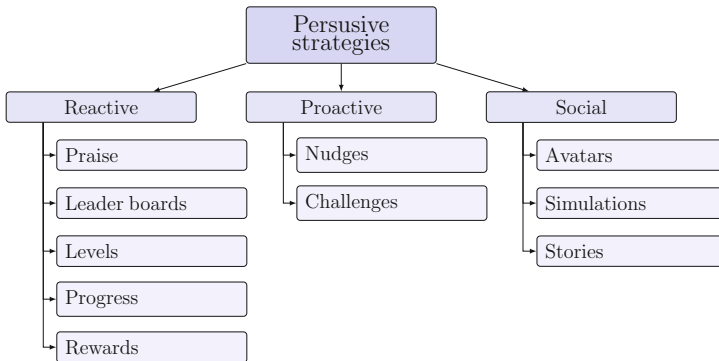 Persusive
strategies
Reactive
Proactive
Social
Praise
Leader boards
Levels
Progress
Rewards
Nudges
Challenges
Avatars
Simulations
Stories